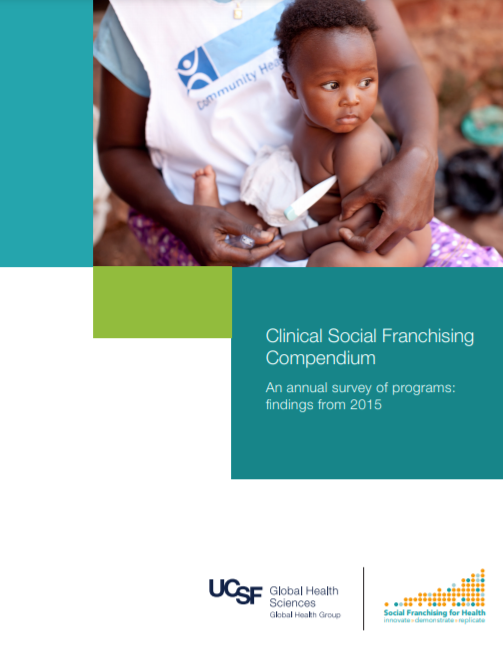 Community Hea
Clinical Social Franchising
Compendium
An annual survey of programs:
findings from 2015
UCSF
Global Health
Sciences
Global Health Group
Social Franchising for Health
innovate demonstrate replicate